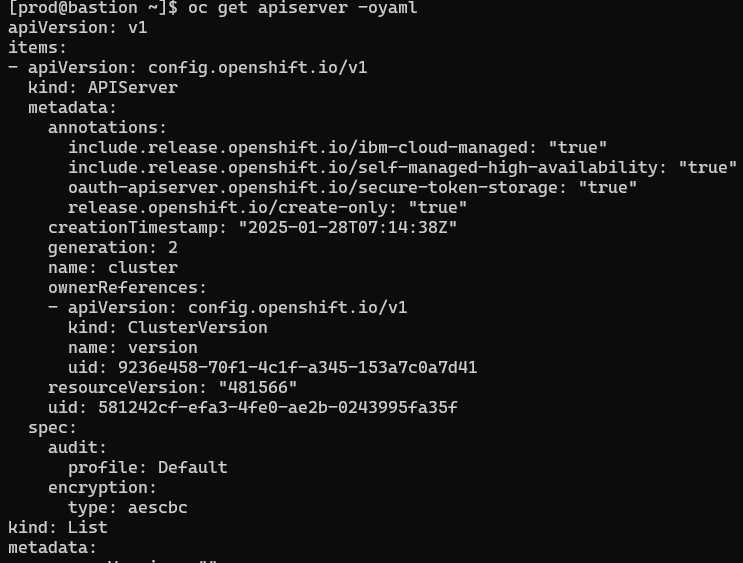 [prod@bastion ~]$ oc get apiserver -oyaml
apiVersion: v1
items:
- apiVersion: config.openshift.io/v1
  kind: APIServer
  metadata:
    annotations:
      include.release.openshift.io/ibm-cloud-managed: "true"
      include.release.openshift.io/self-managed-high-availability: "true"
      oauth-apiserver.openshift.io/secure-token-storage: "true"
      release.openshift.io/create-only: "true"
    creationTimestamp: "2025-01-28T07:14:38Z"
    generation: 2
    name: cluster
    ownerReferences:
    - apiVersion: config.openshift.io/v1
      kind: ClusterVersion
      name: version
      uid: 9236e458-70f1-4c1f-a345-153a7c0a7d41
    resourceVersion: "481566"
    uid: 581242cf-efa3-4fe0-ae2b-0243995fa35f
  spec:
    audit:
      profile: Default
    encryption:
      type: aescbc
kind: List
metadata: